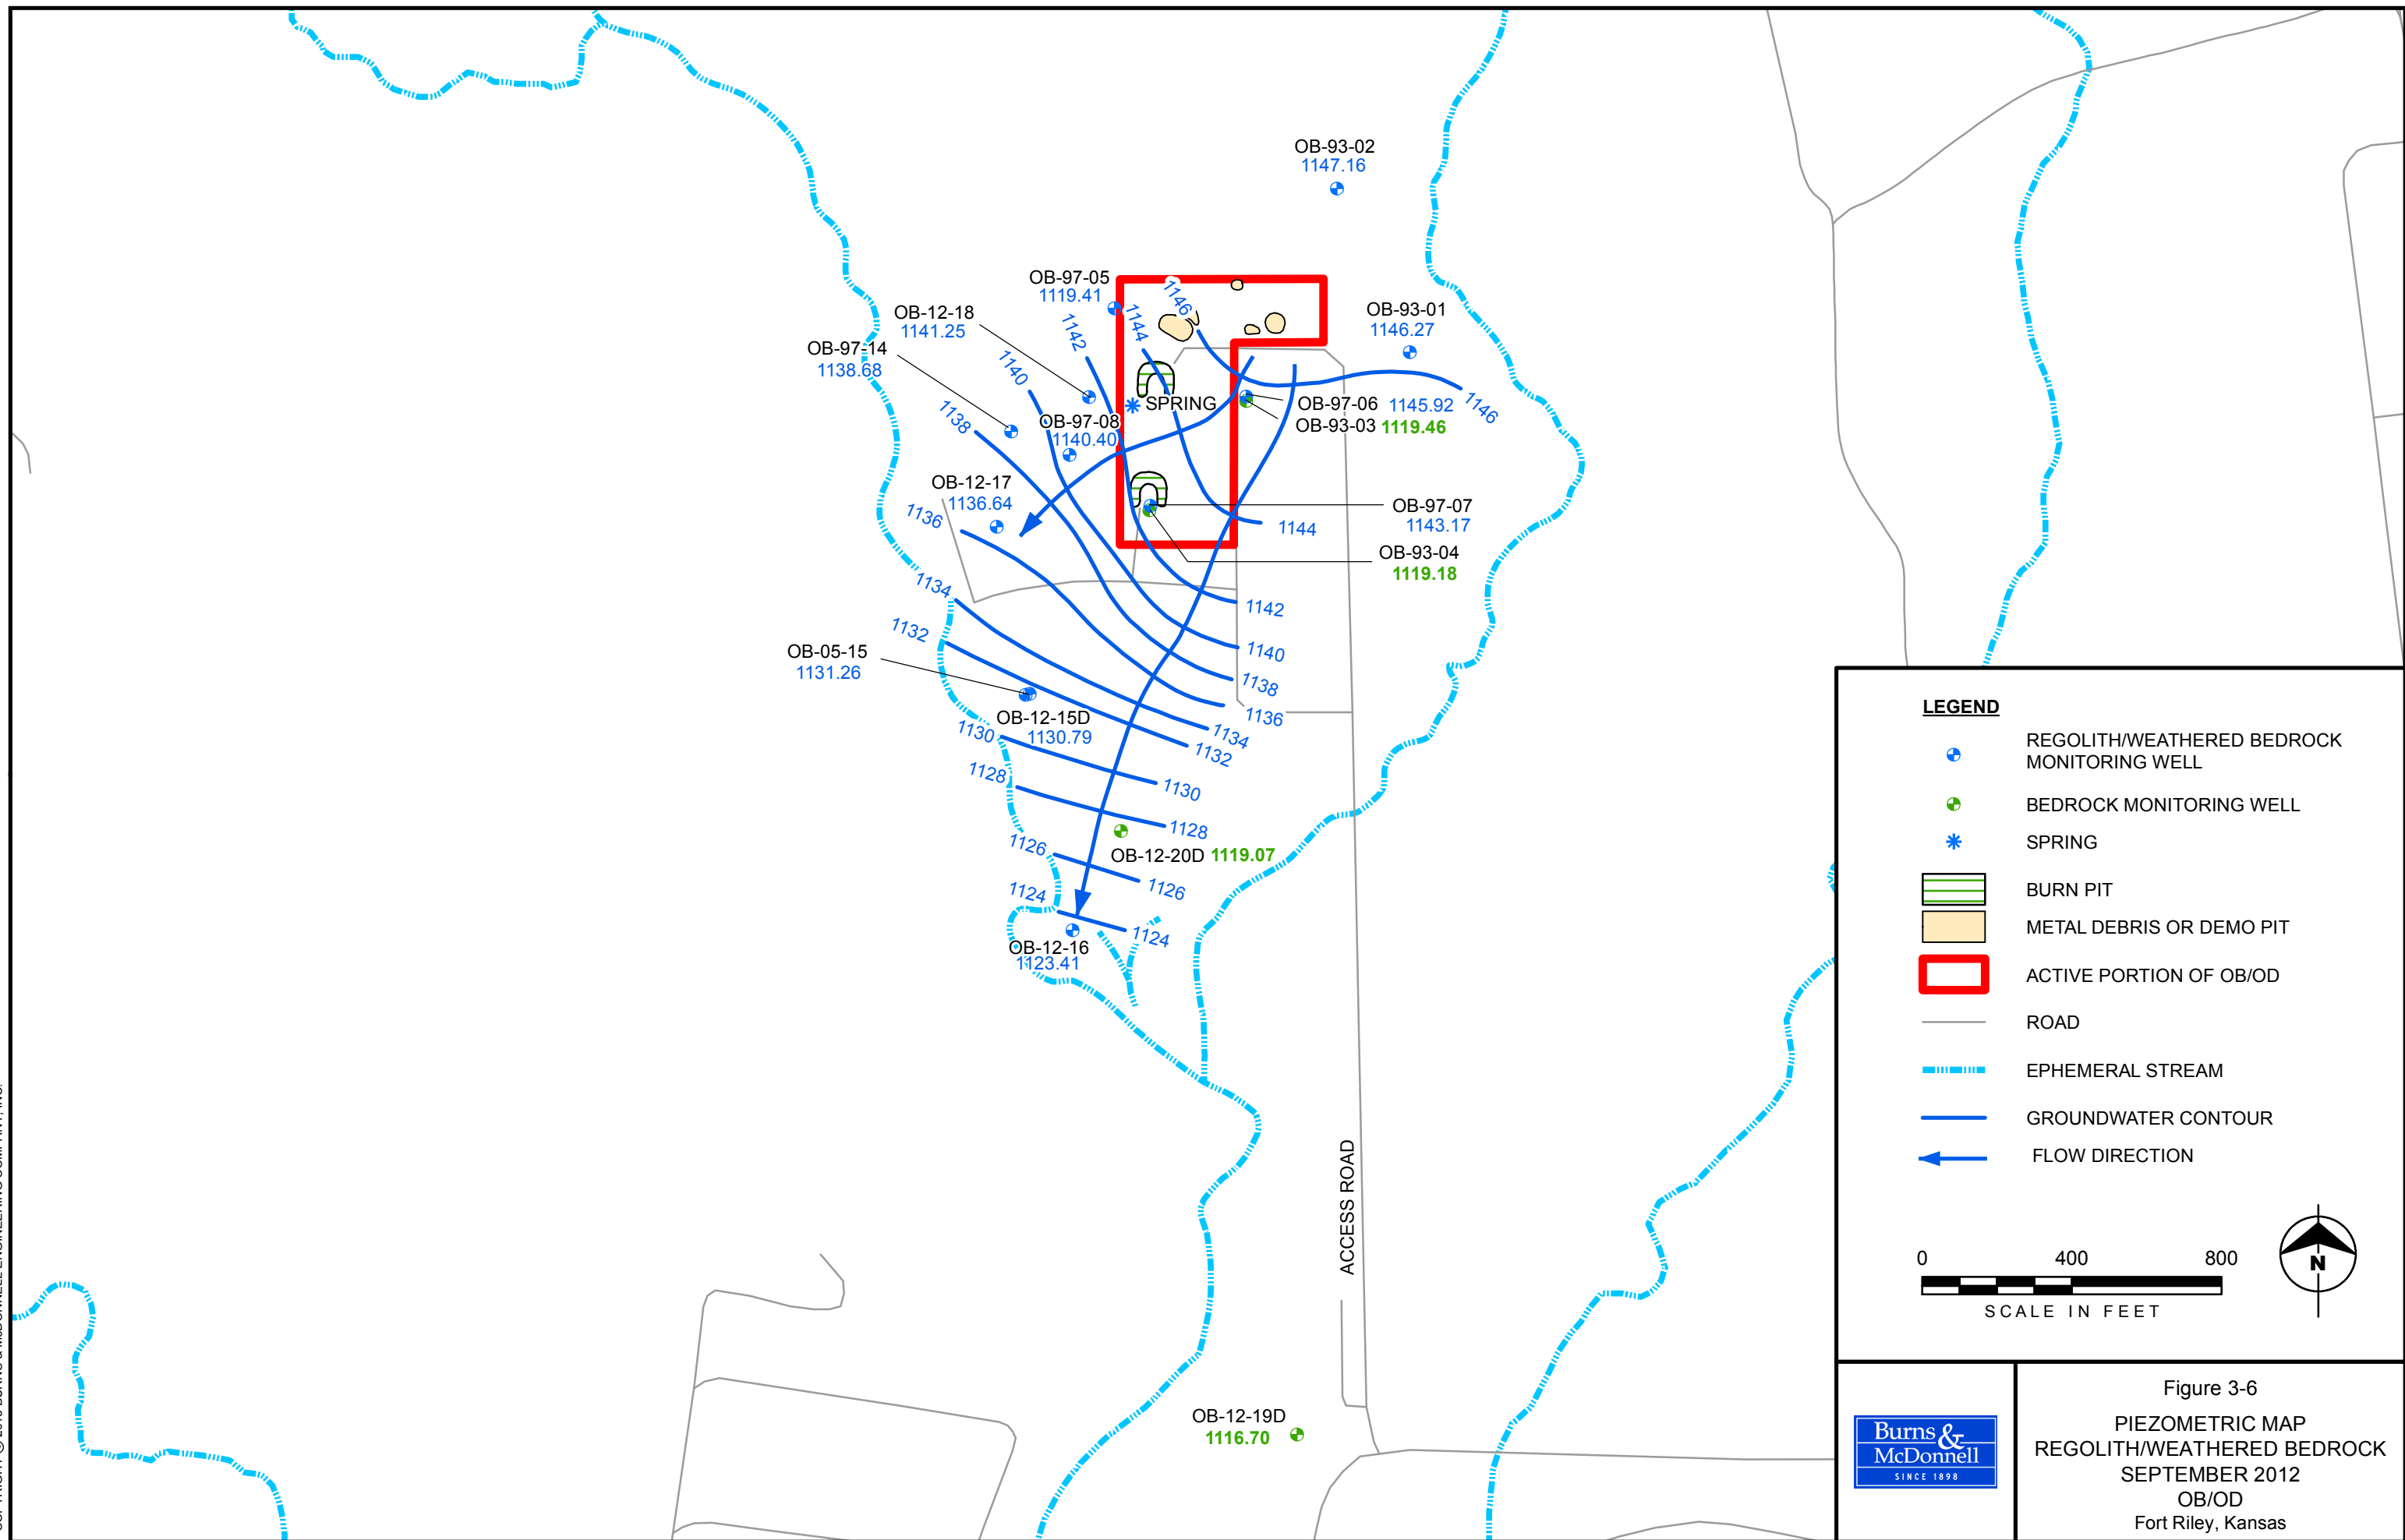 OB-93-02
1147.16
OB-97-05
1119.41
OB-12-18
1141.25
OB-97-14
1138.68
OB-93-01
1146.27
1146
1144
1142
1140
1138
SPRING
OB-97-06 1145.92
OB-93-03 1119.46
1146
OB-97-08
1140.40
OB-12-17
1136.64
1136
OB-97-07
1143.17
1144
OB-93-04
1119.18
1134
1142
1132
1140
OB-05-15
1131.26
1138
1136
OB-12-15D
1130.79
1130
1134
1132
1128
1130
1128
1126
OB-12-20D 1119.07
1126
1124
1124
OB-12-16
1123.41
ACCESS ROAD
OB-12-19D
1116.70
LEGEND
REGOLITH/WEATHERED BEDROCK
MONITORING WELL
BEDROCK MONITORING WELL
SPRING
BURN PIT
METAL DEBRIS OR DEMO PIT
ACTIVE PORTION OF OB/OD
ROAD
EPHEMERAL STREAM
GROUNDWATER CONTOUR
FLOW DIRECTION
0 400 800
SCALE IN FEET
N
Burns &
McDonnell
SINCE 1898
Figure 3-6
PIEZOMETRIC MAP
REGOLITH/WEATHERED BEDROCK
SEPTEMBER 2012
OB/OD
Fort Riley, Kansas